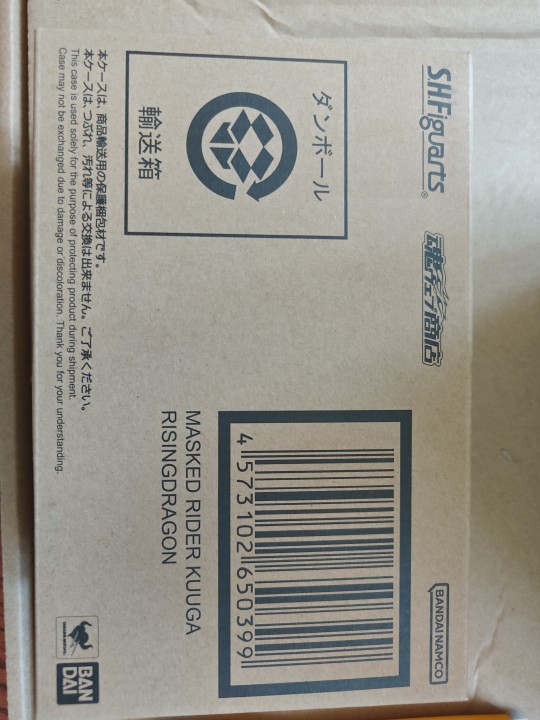 SHFiguarts®
魂ウェブ商店
ダンボール
輸送箱
本ケースは、商品輸送用の保護梱包材です。
本ケースは、つぶれ、汚れ等による交換は出来ません。ご了承ください。
This case is used solely for the purpose of protecting product during shipment.
Case may not be exchanged due to damage or discoloration. Thank you for your understanding.
4573102650399
MASKED RIDER KUUGA
RISINGDRAGON
BANDAI NAMCO
BAN
DAI